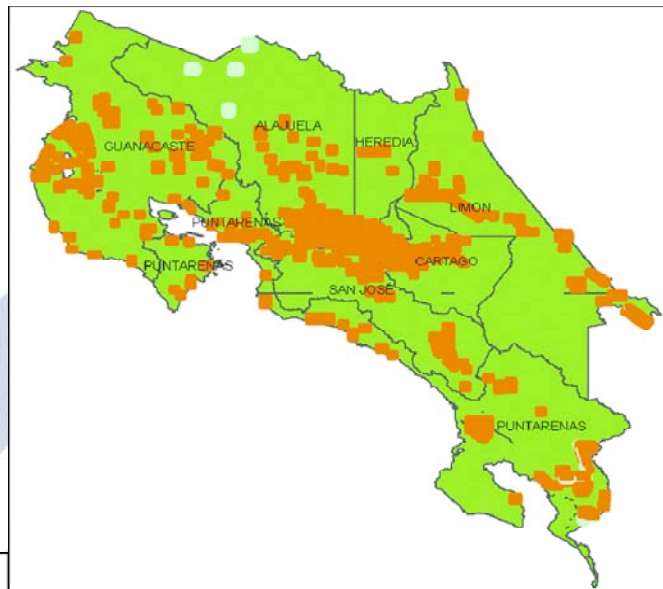 ALAJUELA
HEREDIA
GUANACASTE
LIMON
PUNTARENAS
PUNTARENAS
CARTAGO
SAN JOSE
PUNTARENAS